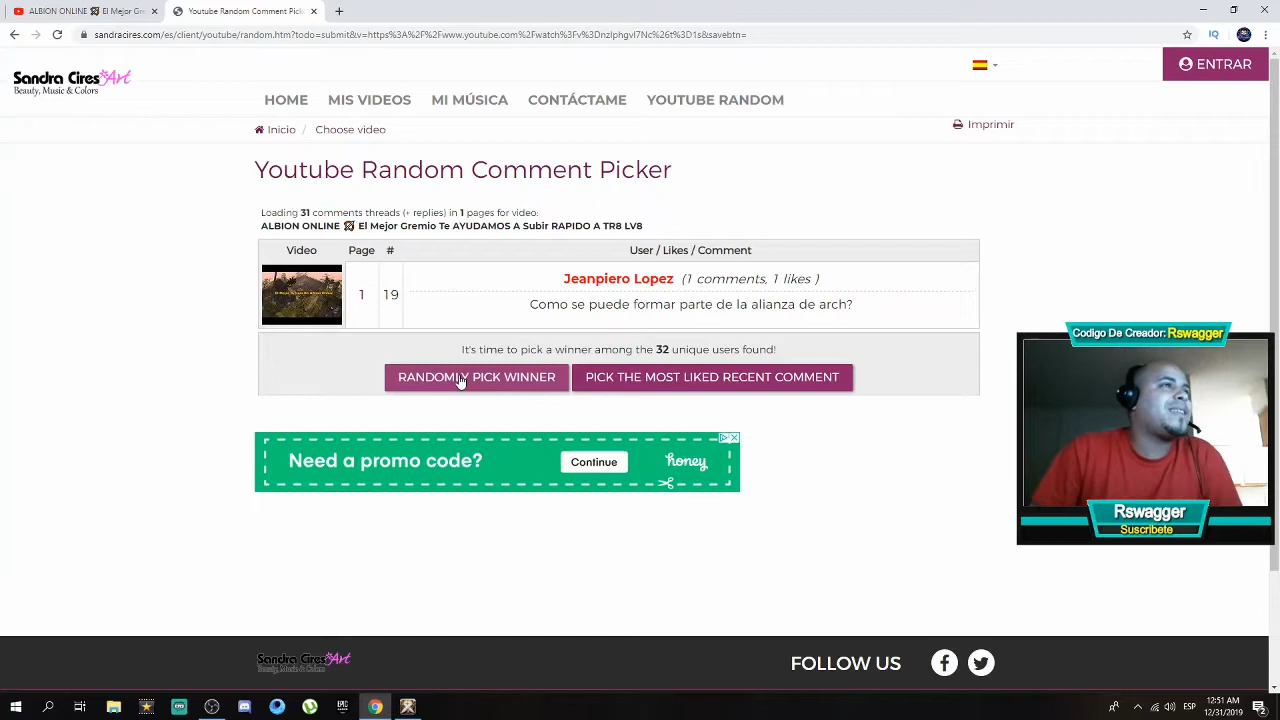 ALBION ONLINE El Mejor Gre
Youtube Random Comment Picker
sandracires.com/es/client/youtube/random.htm?todo=submit&v=https%3A%2F%2Fwww.youtube.com%2Fwatch%3Fv%3Dnzlphgvl7Nc%26t%3D1s&savebtn=
IQ
Sandra Cires Art
Beauty, Music & Colors
ENTRAR
HOME MIS VIDEOS MI MÚSICA CONTÁCTAME YOUTUBE RANDOM
Inicio / Choose video
Imprimir
Youtube Random Comment Picker
Loading 31 comments threads (+ replies) in 1 pages for video:
ALBION ONLINE El Mejor Gremio Te AYUDAMOS A Subir RAPIDO A TR8 LV8
Video Page # User / Likes / Comment
Jeanpiero Lopez (1 comments, 1 likes )
1 19
Como se puede formar parte de la alianza de arch?
It's time to pick a winner among the 32 unique users found!
RANDOMLY PICK WINNER PICK THE MOST LIKED RECENT COMMENT
Codigo De Creador: Rswagger
Need a promo code? Continue honey
Rswagger
Suscribete
Sandra Cires Art
FOLLOW US
ESP
12:51 AM
12/31/2019
2